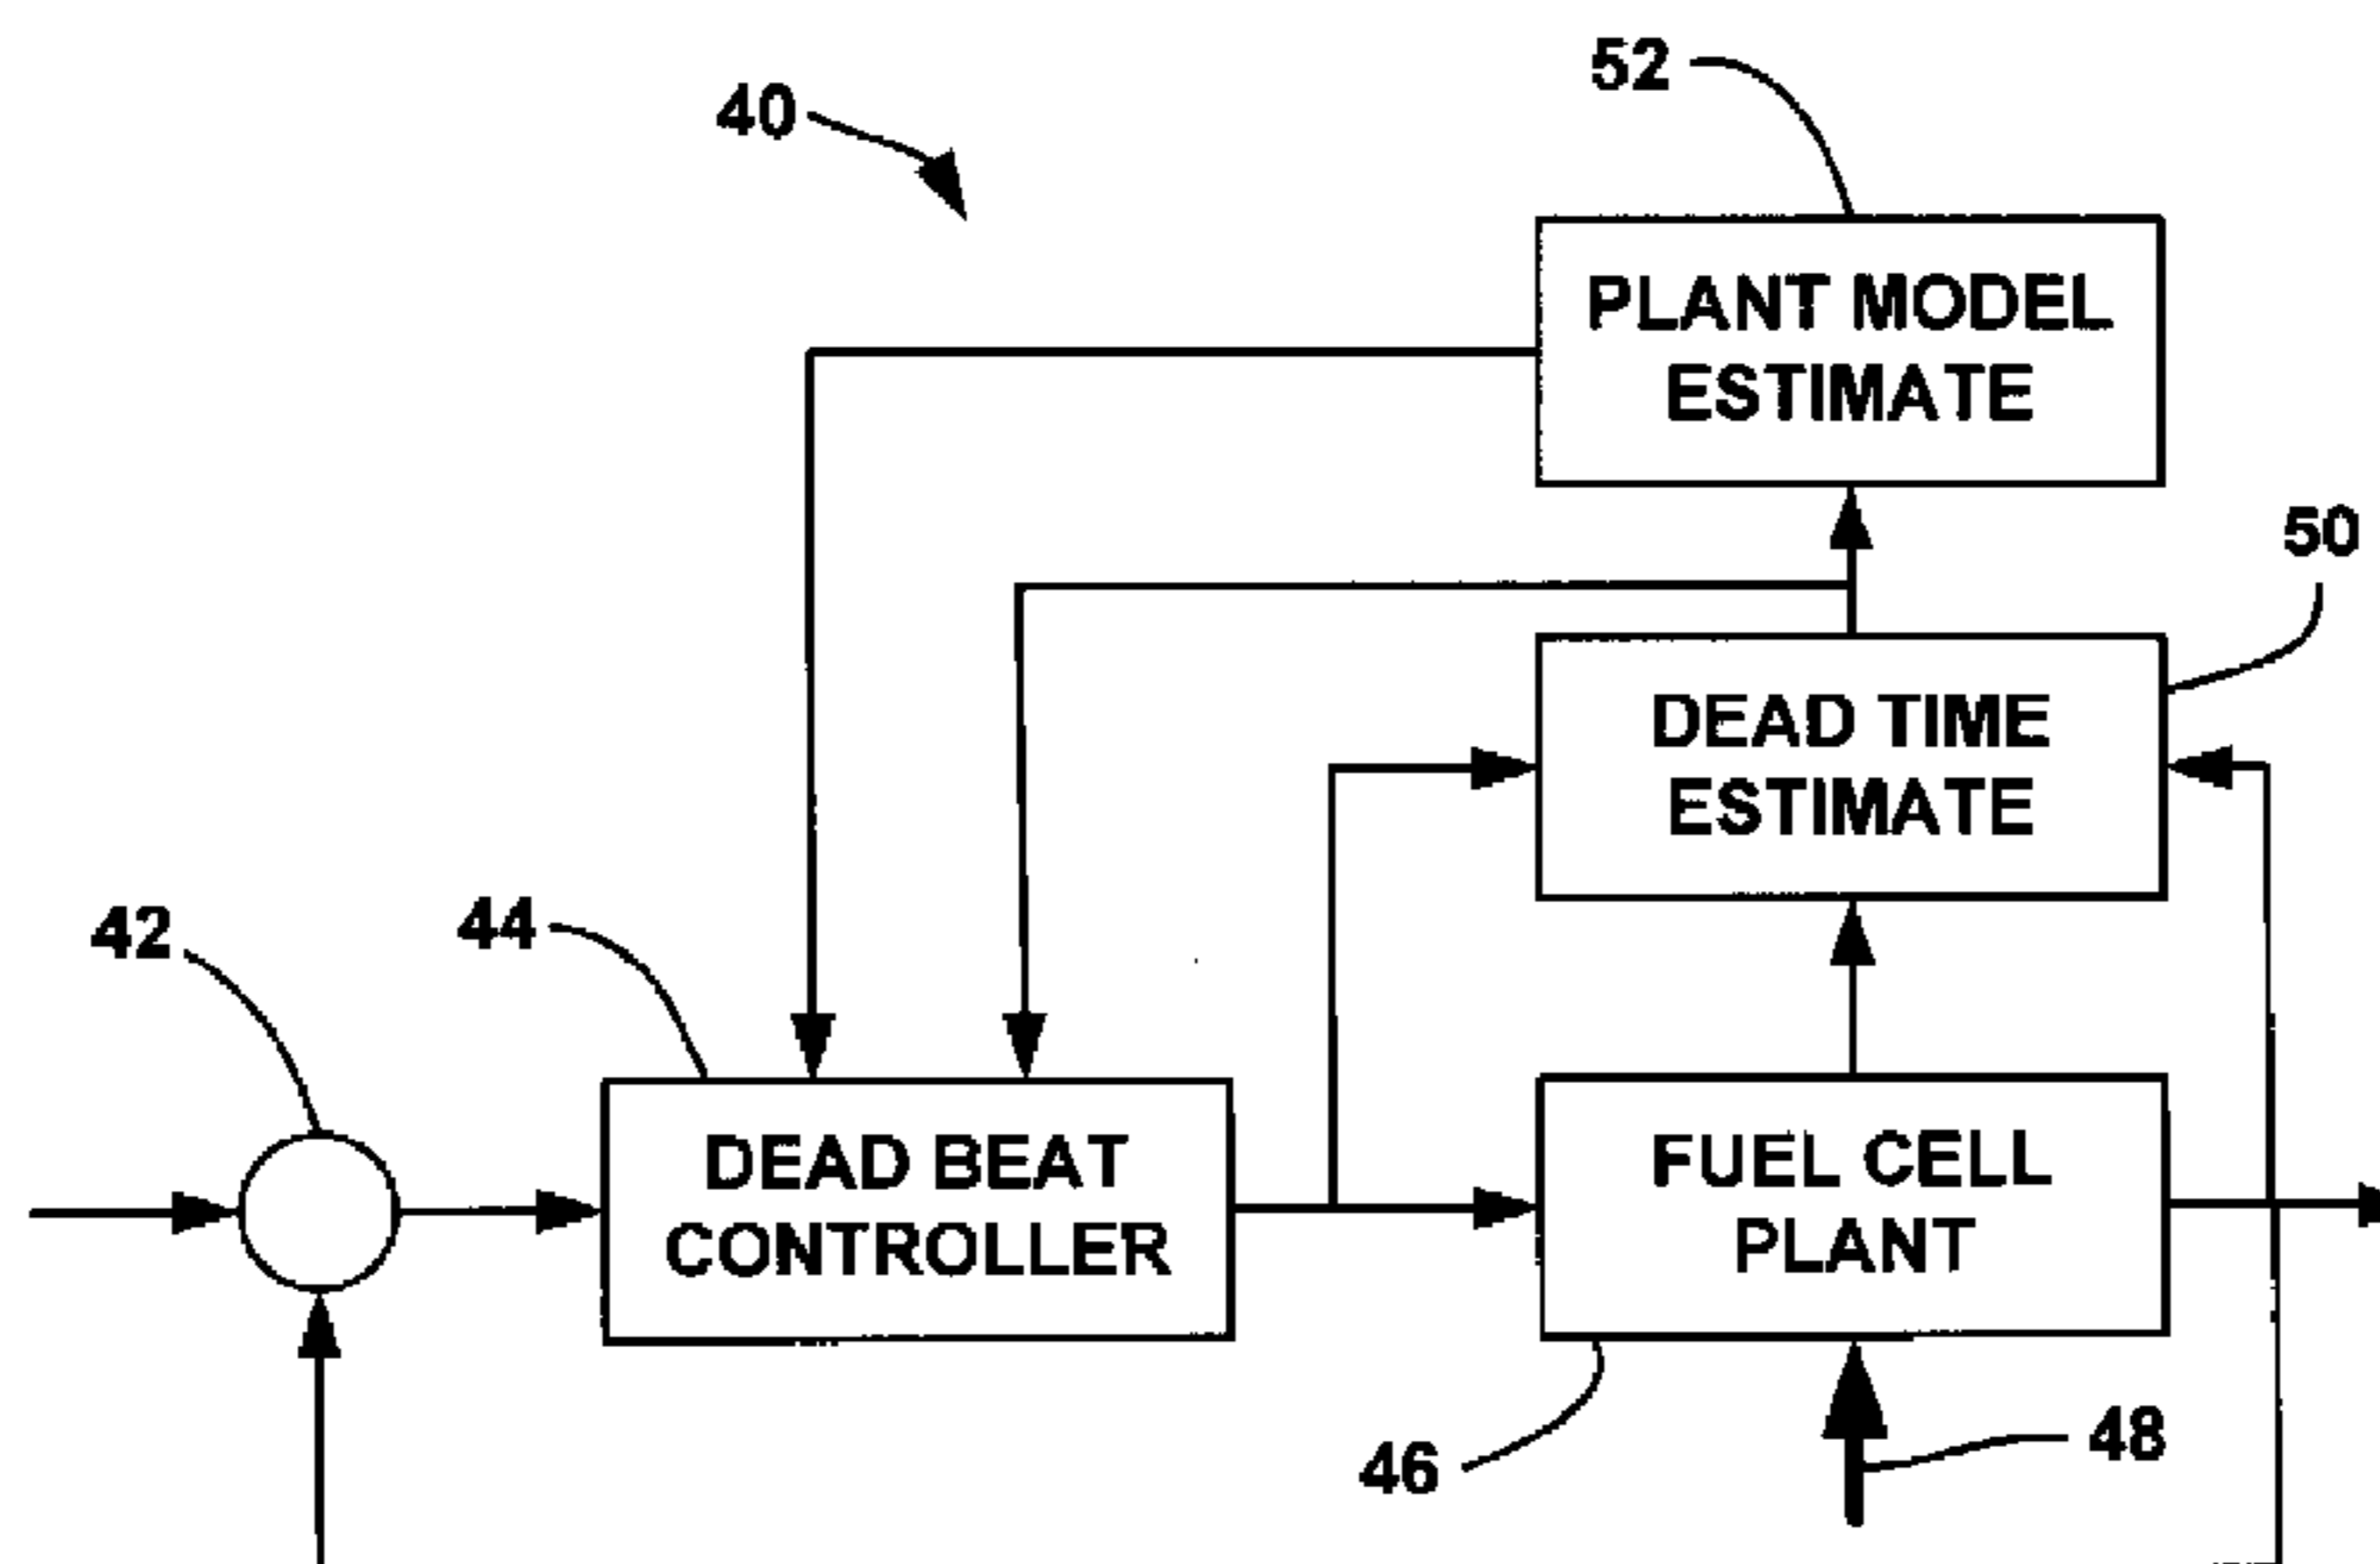 52
40
PLANT MODEL
ESTIMATE
50
DEAD TIME
ESTIMATE
42
44
DEAD BEAT
CONTROLLER
FUEL CELL
PLANT
46
48